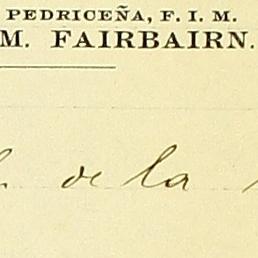 PEDRICEÑA, F. I. M.
M. FAIRBAIRN.
de la